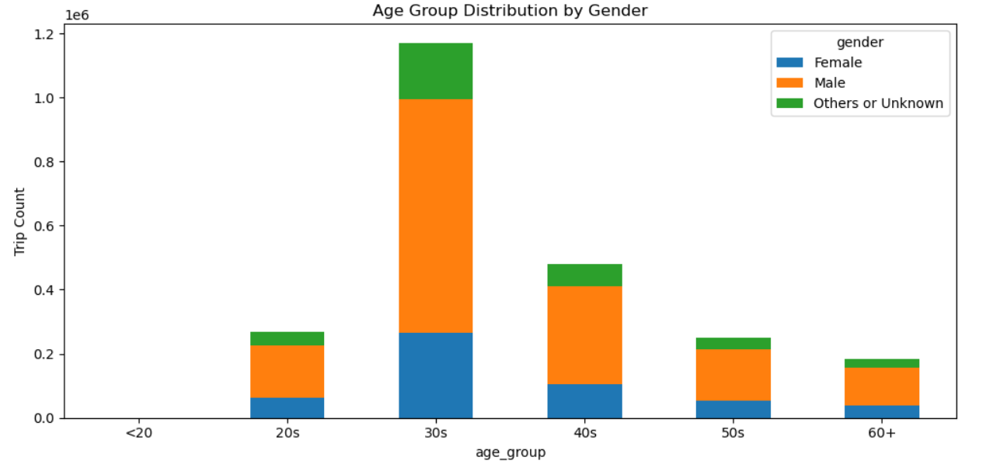 Age Group Distribution by Gender
1e6
1.2
1.0
0.8
0.6
0.4
0.2
0.0
Trip Count
gender
Female
Male
Others or Unknown
<20 20s 30s 40s 50s 60+
age_group